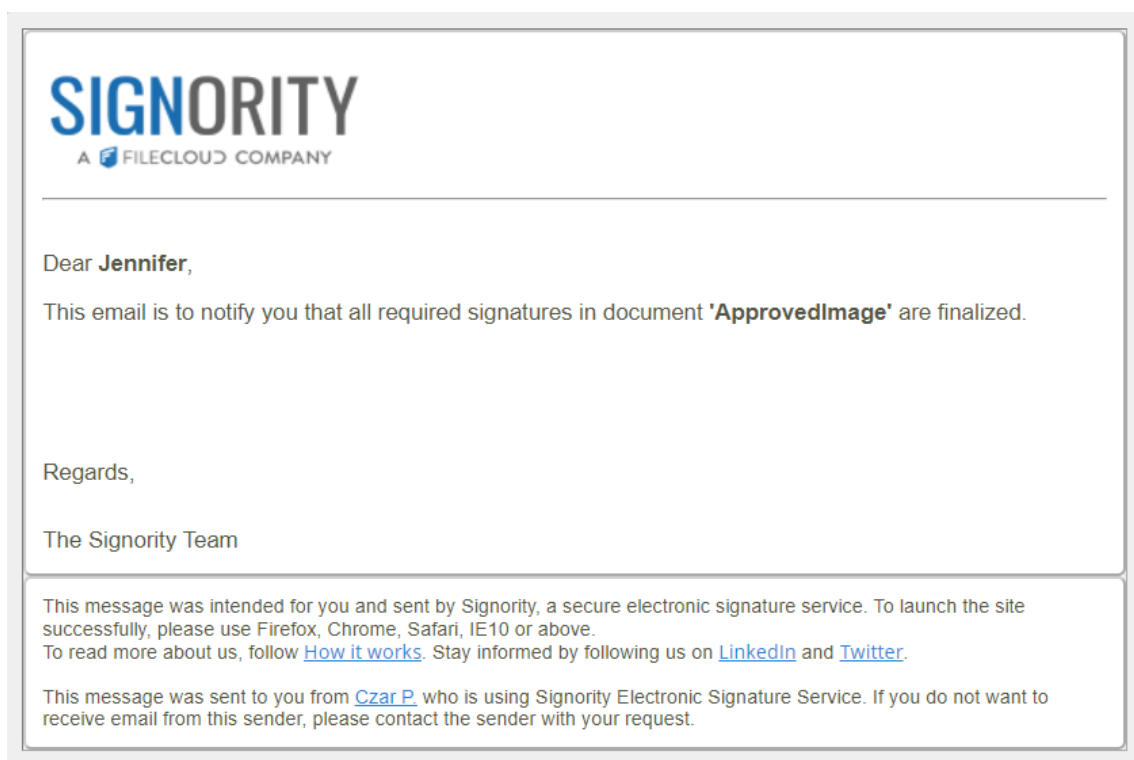 SIGNORITY
A FILECLOUD COMPANY
Dear Jennifer,
This email is to notify you that all required signatures in document 'ApprovedImage' are finalized.
Regards,
The Signority Team
This message was intended for you and sent by Signority, a secure electronic signature service. To launch the site
successfully, please use Firefox, Chrome, Safari, IE10 or above.
To read more about us, follow How it works. Stay informed by following us on LinkedIn and Twitter.
This message was sent to you from Czar P. who is using Signority Electronic Signature Service. If you do not want to
receive email from this sender, please contact the sender with your request.